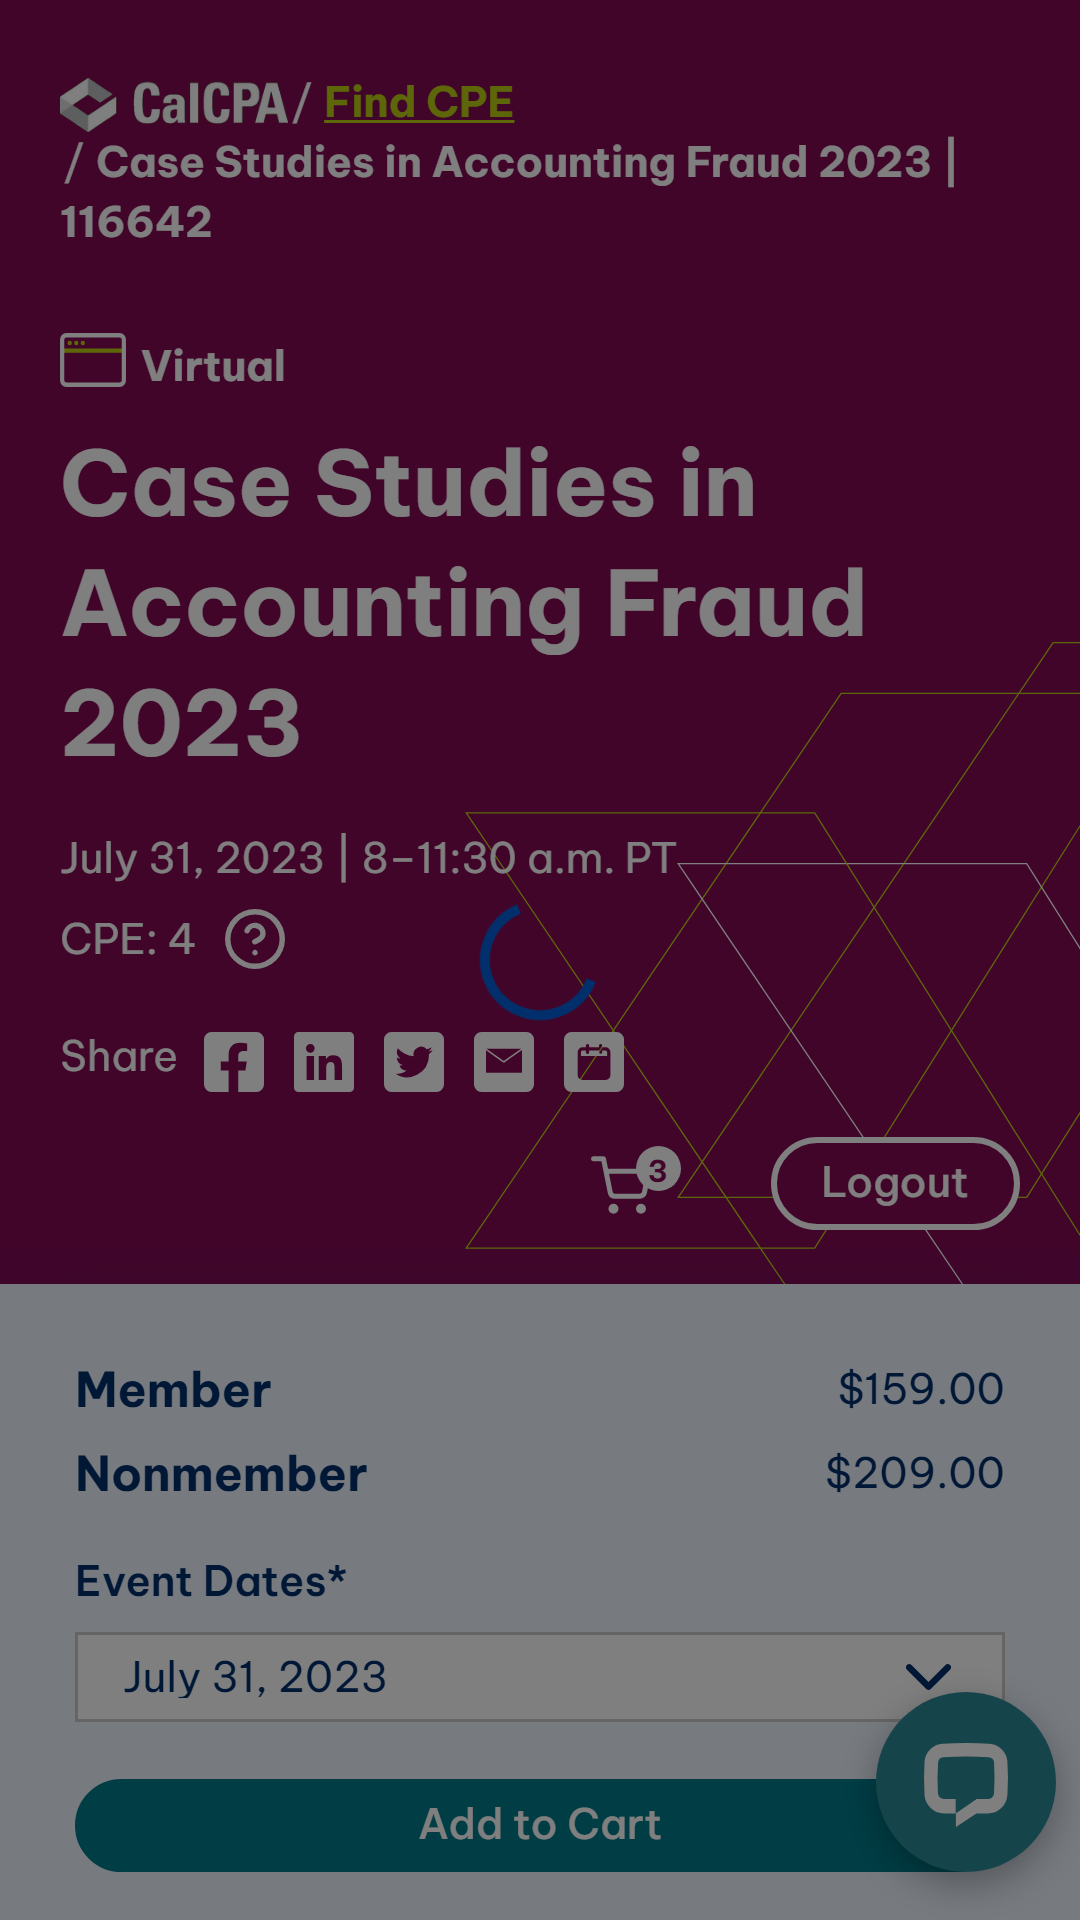 CalCPA / Find CPE
/ Case Studies in Accounting Fraud 2023 |
116642
Virtual
Case Studies in
Accounting Fraud
2023
July 31, 2023 | 8–11:30 a.m. PT
CPE: 4 ?
Share
3
Logout
Member $159.00
Nonmember $209.00
Event Dates*
July 31, 2023
Add to Cart